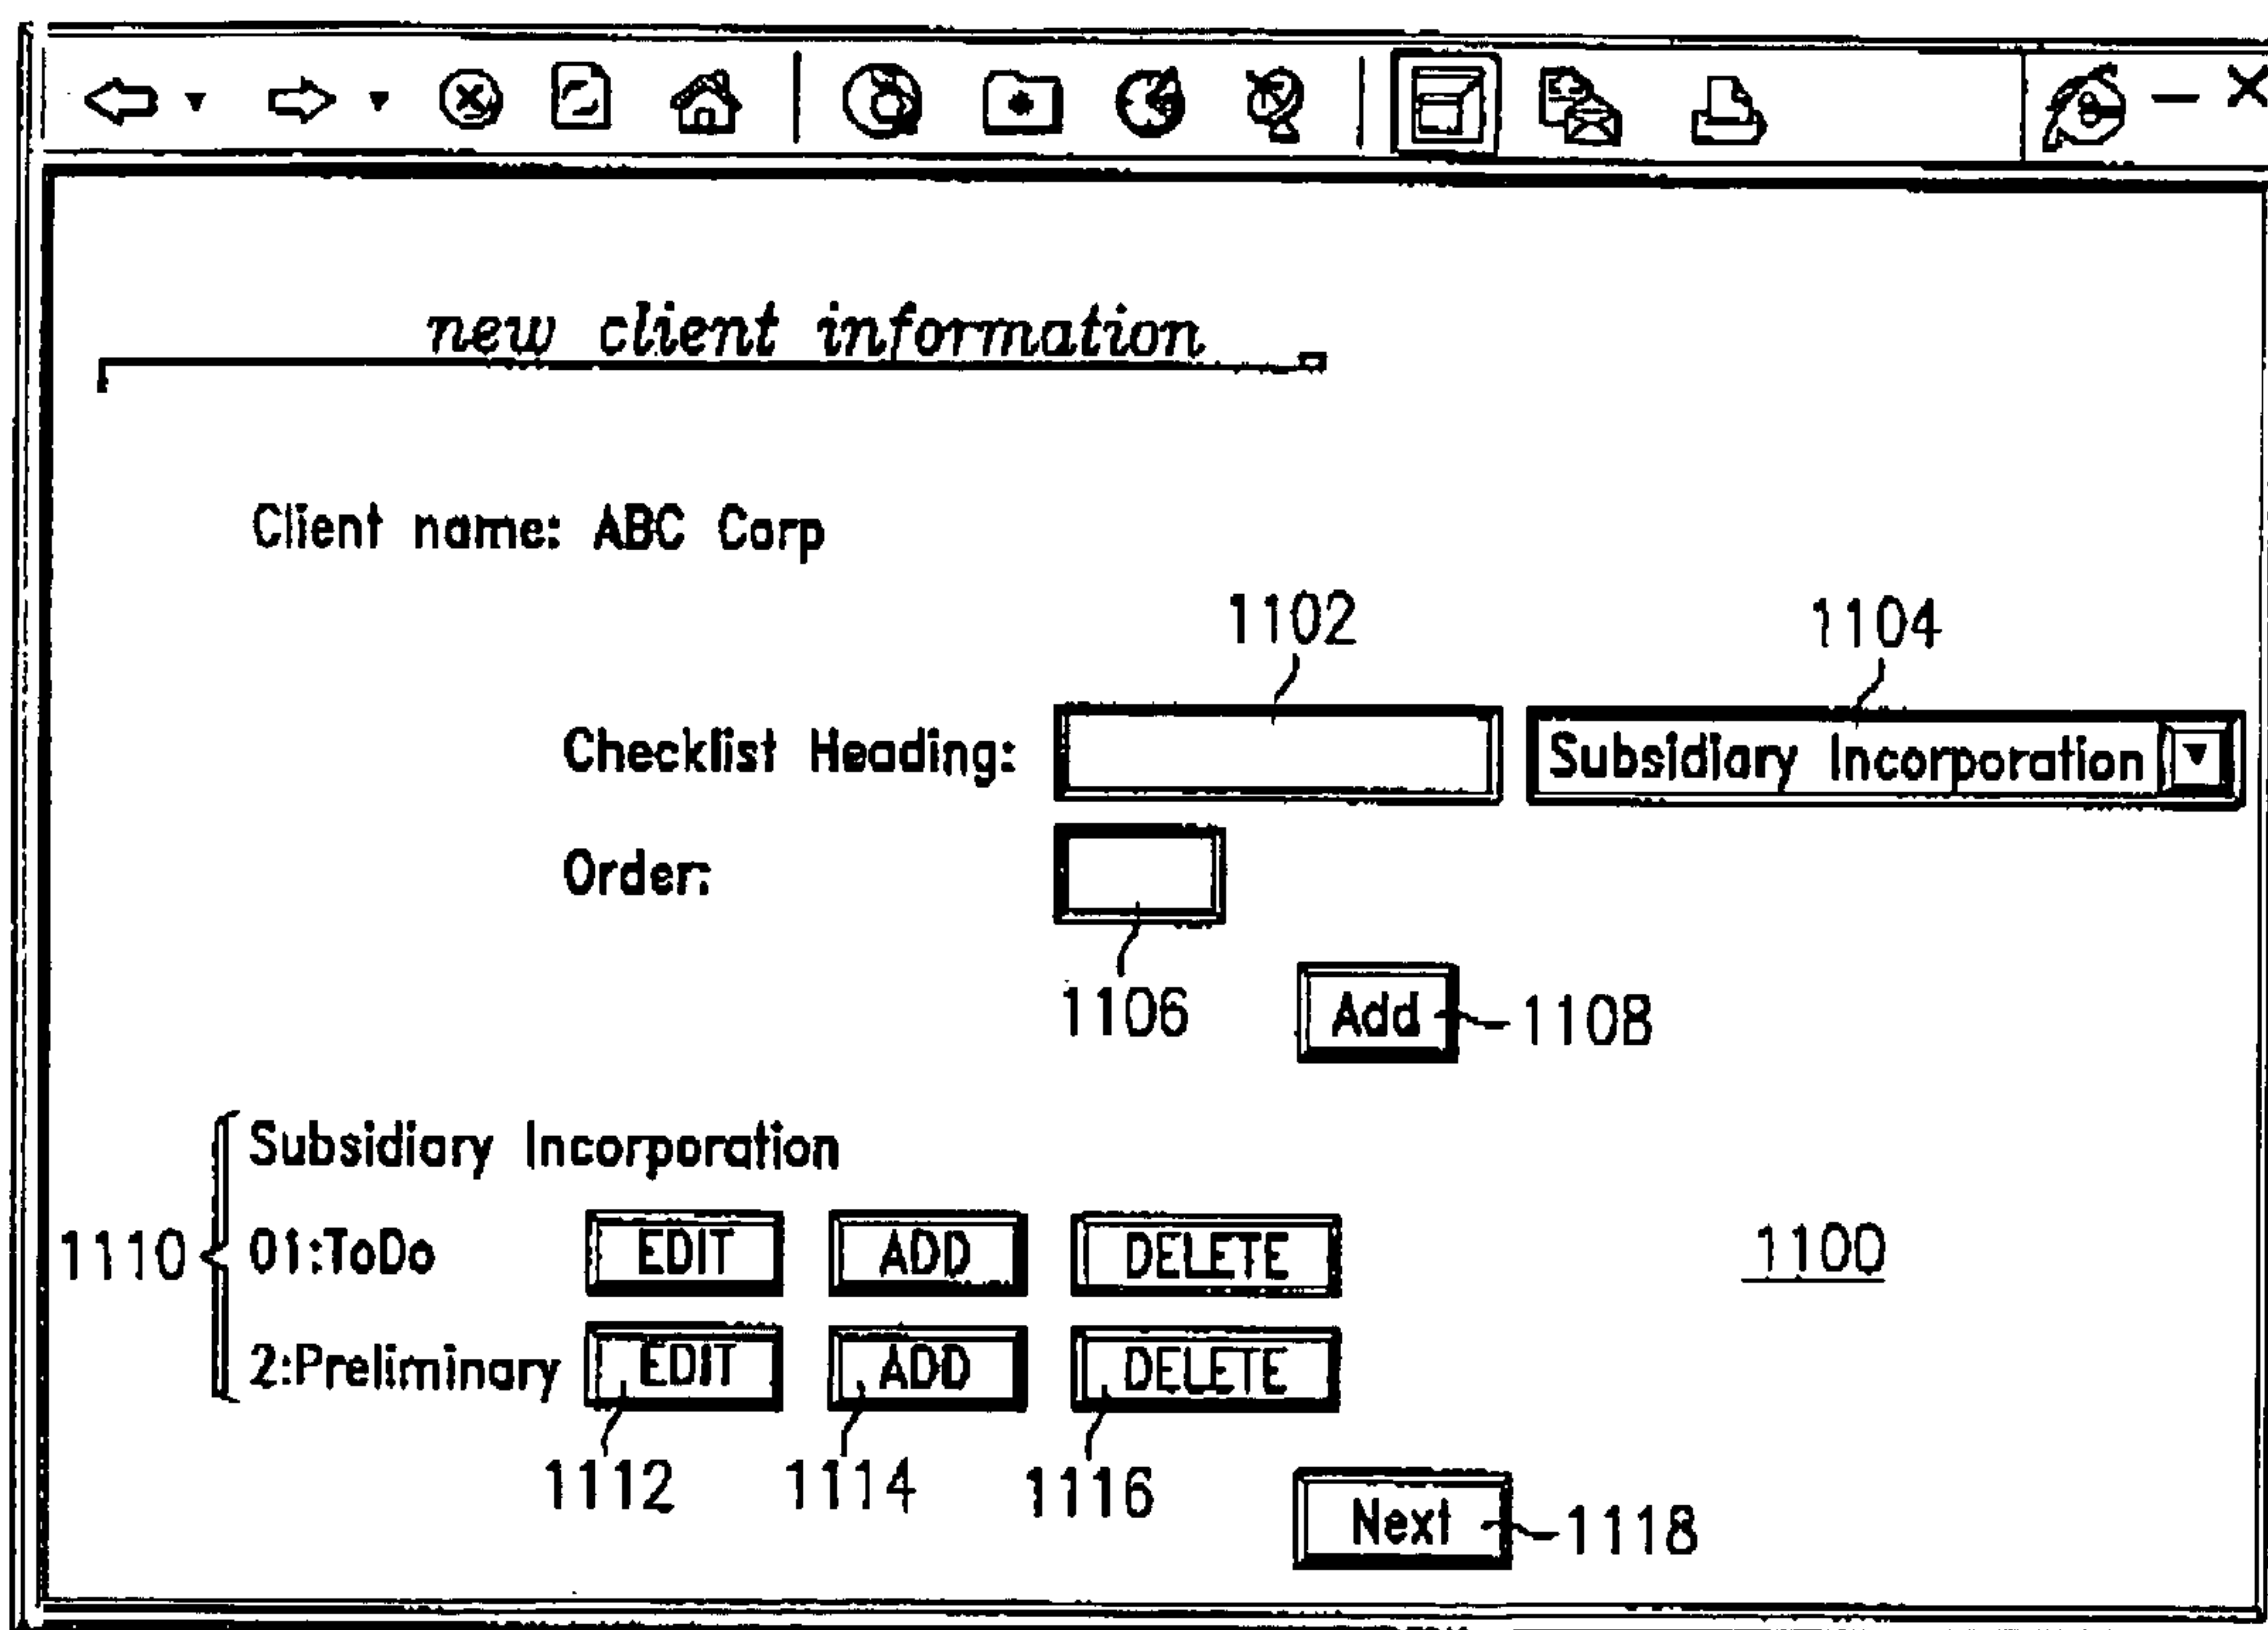 new client information
Client name: ABC Corp
1102 1104
Checklist Heading: Subsidiary Incorporation
Order:
1106 Add 1108
Subsidiary Incorporation
1110 01:ToDo EDIT ADD DELETE 1100
2:Preliminary EDIT ADD DELETE
1112 1114 1116
Next 1118